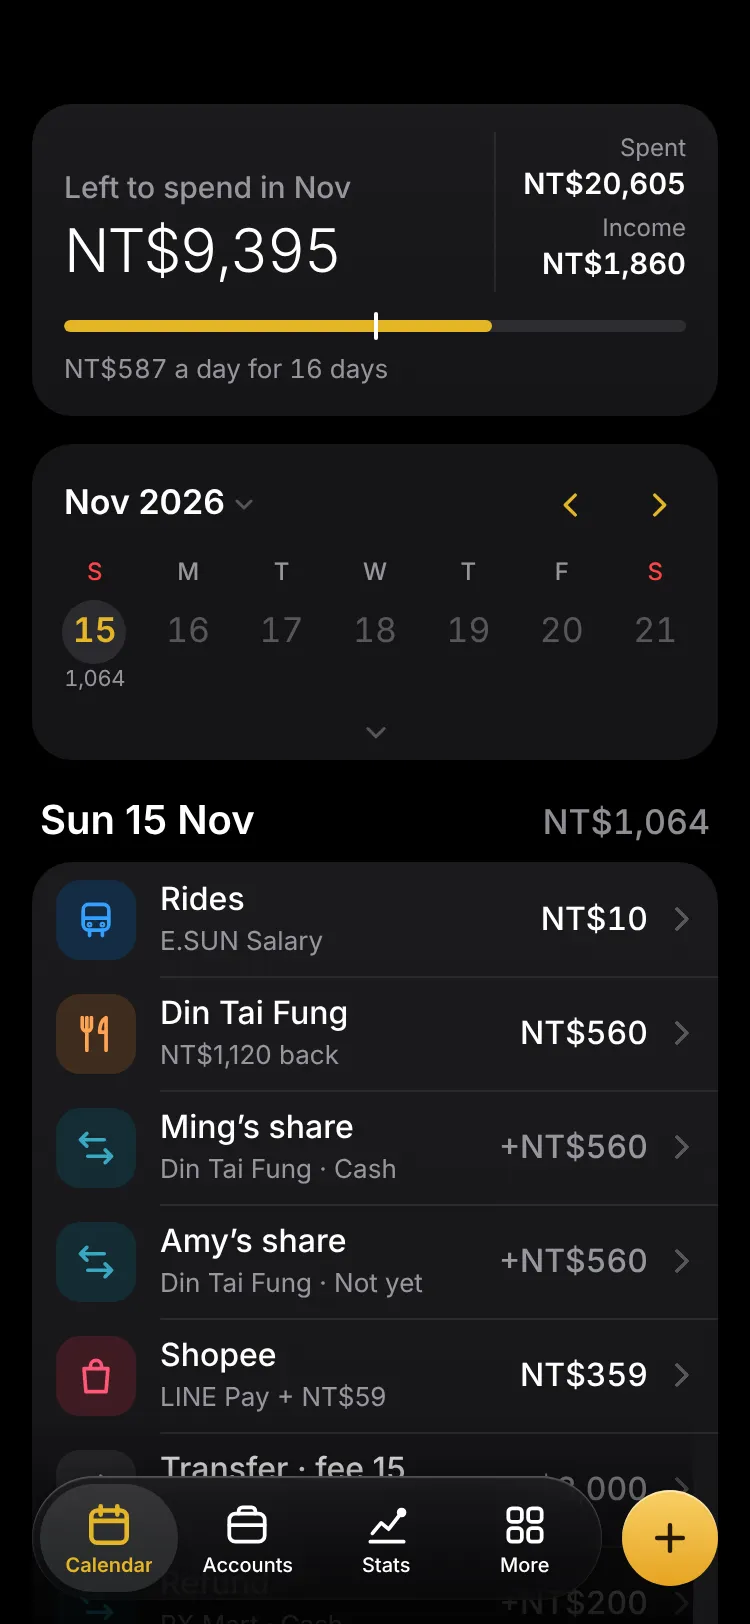 Left to spend in Nov
NT$9,395
Spent
NT$20,605
Income
NT$1,860
NT$587 a day for 16 days
Nov 2026
S M T W T F S
15 16 17 18 19 20 21
1,064
Sun 15 Nov NT$1,064
Rides
E.SUN Salary
NT$10
Din Tai Fung
NT$1,120 back
NT$560
Ming’s share
Din Tai Fung · Cash
+NT$560
Amy’s share
Din Tai Fung · Not yet
+NT$560
Shopee
LINE Pay + NT$59
NT$359
Transfer · fee 15
Calendar Accounts Stats More
Refund
PX Mart · Cash
+NT$200